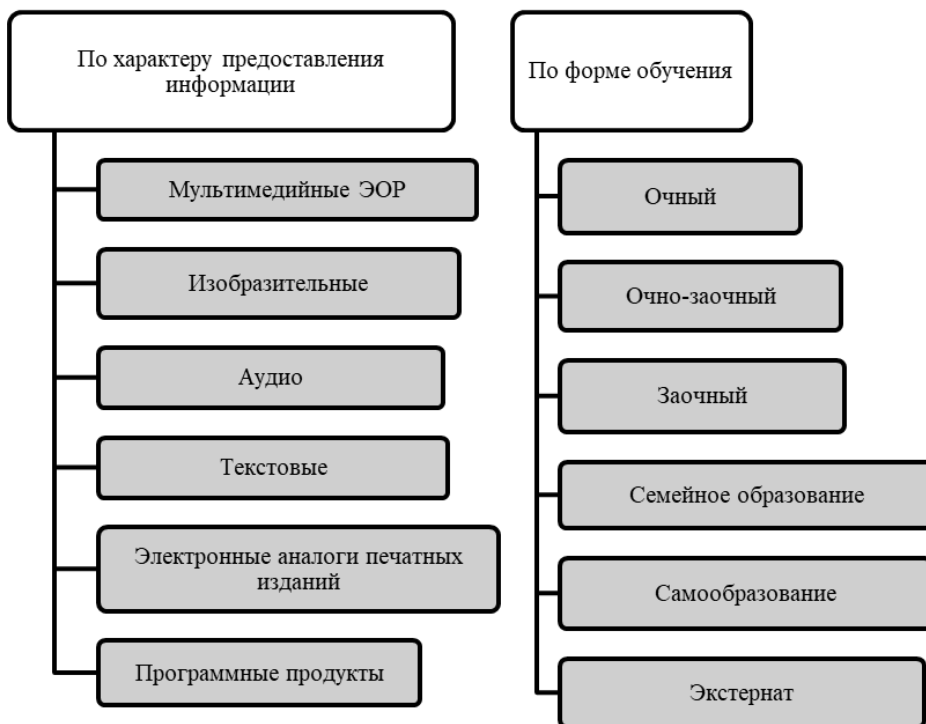 По характеру предоставления
информации
Мультимедийные ЭОР
Изобразительные
Аудио
Текстовые
Электронные аналоги печатных
изданий
Программные продукты
По форме обучения
Очный
Очно-заочный
Заочный
Семейное образование
Самообразование
Экстернат